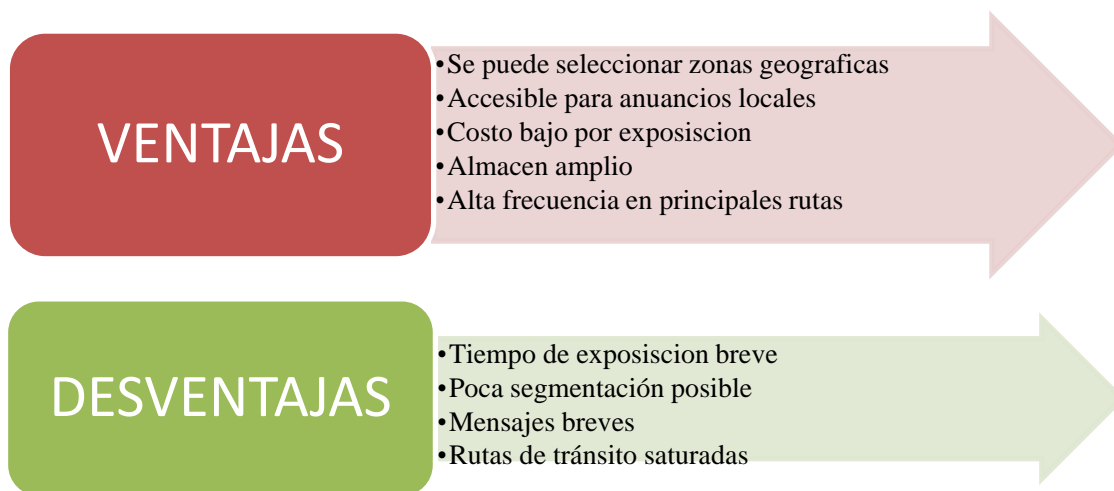 VENTAJAS
•Se puede seleccionar zonas geograficas
•Accesible para anuancios locales
•Costo bajo por exposiscion
•Almacen amplio
•Alta frecuencia en principales rutas
DESVENTAJAS
•Tiempo de exposiscion breve
•Poca segmentación posible
•Mensajes breves
•Rutas de tránsito saturadas